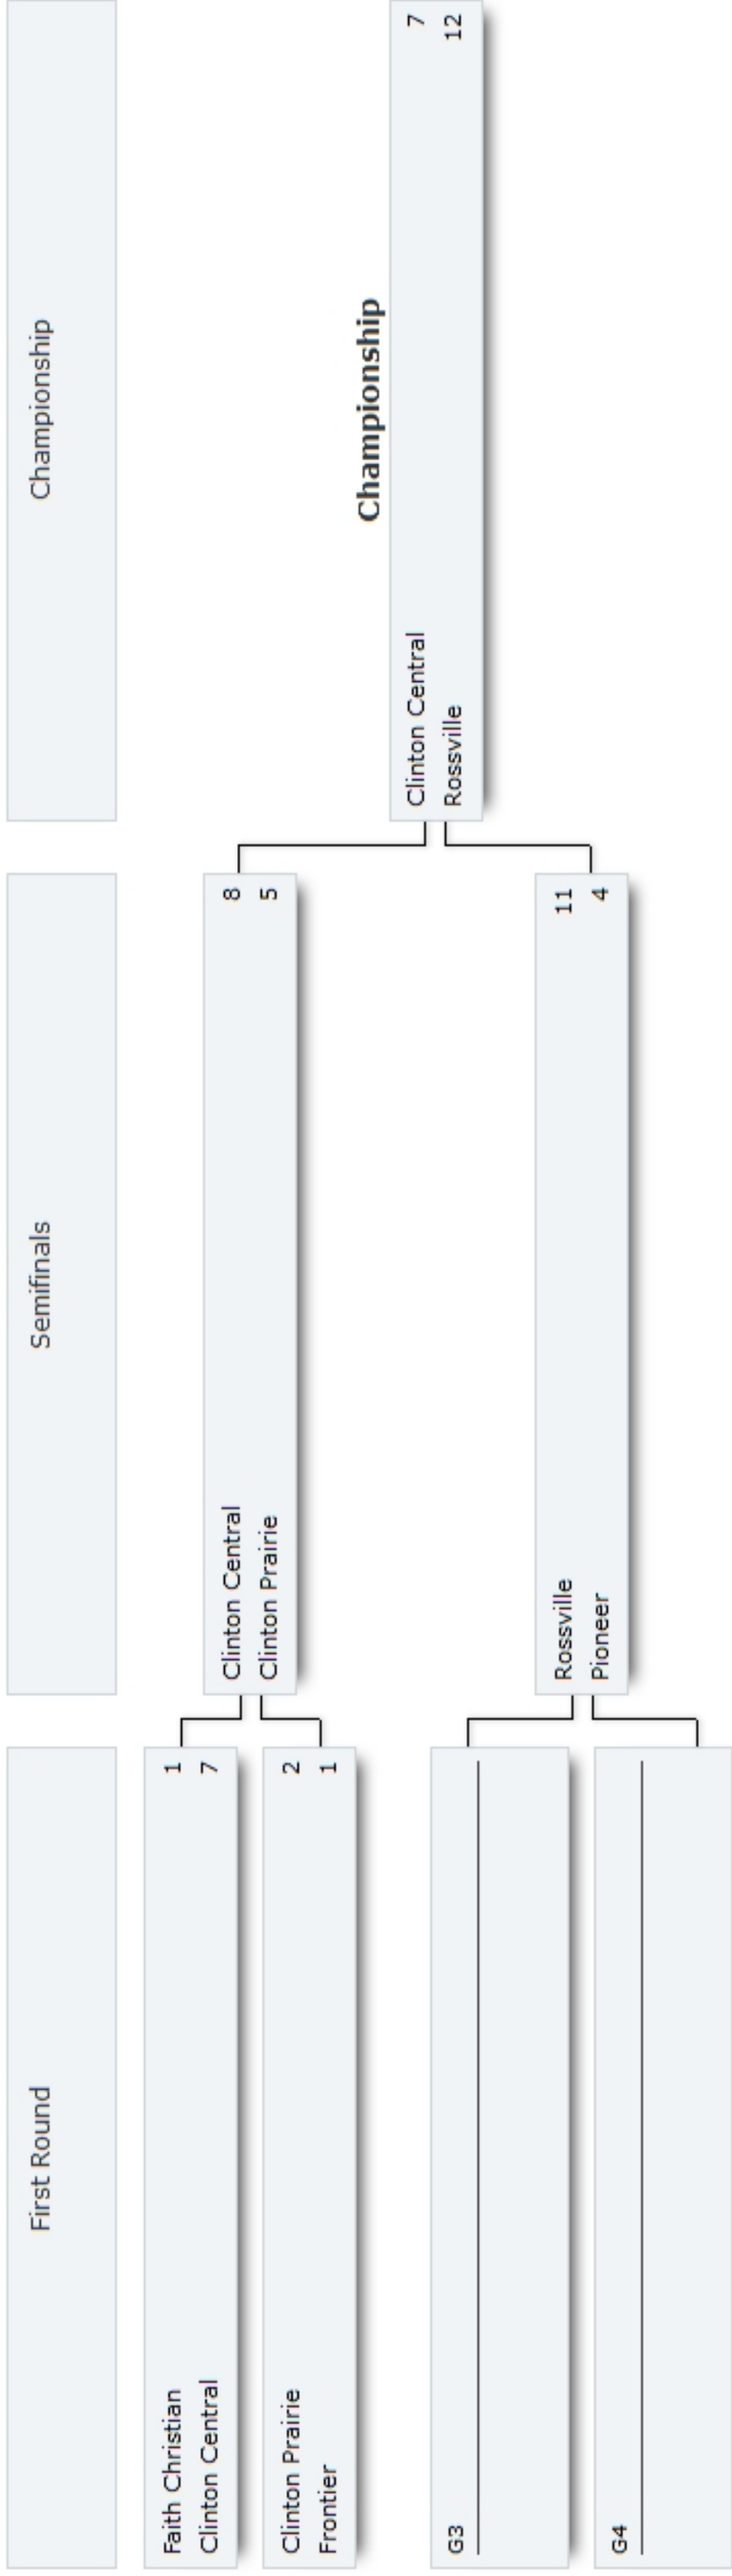 First Round
Semifinals
Championship
Faith Christian 1
Clinton Central 7
Clinton Prairie 2
Frontier 1
G3
G4
Clinton Central 8
Clinton Prairie 5
Rossville 11
Pioneer 4
Championship
Clinton Central 7
Rossville 12